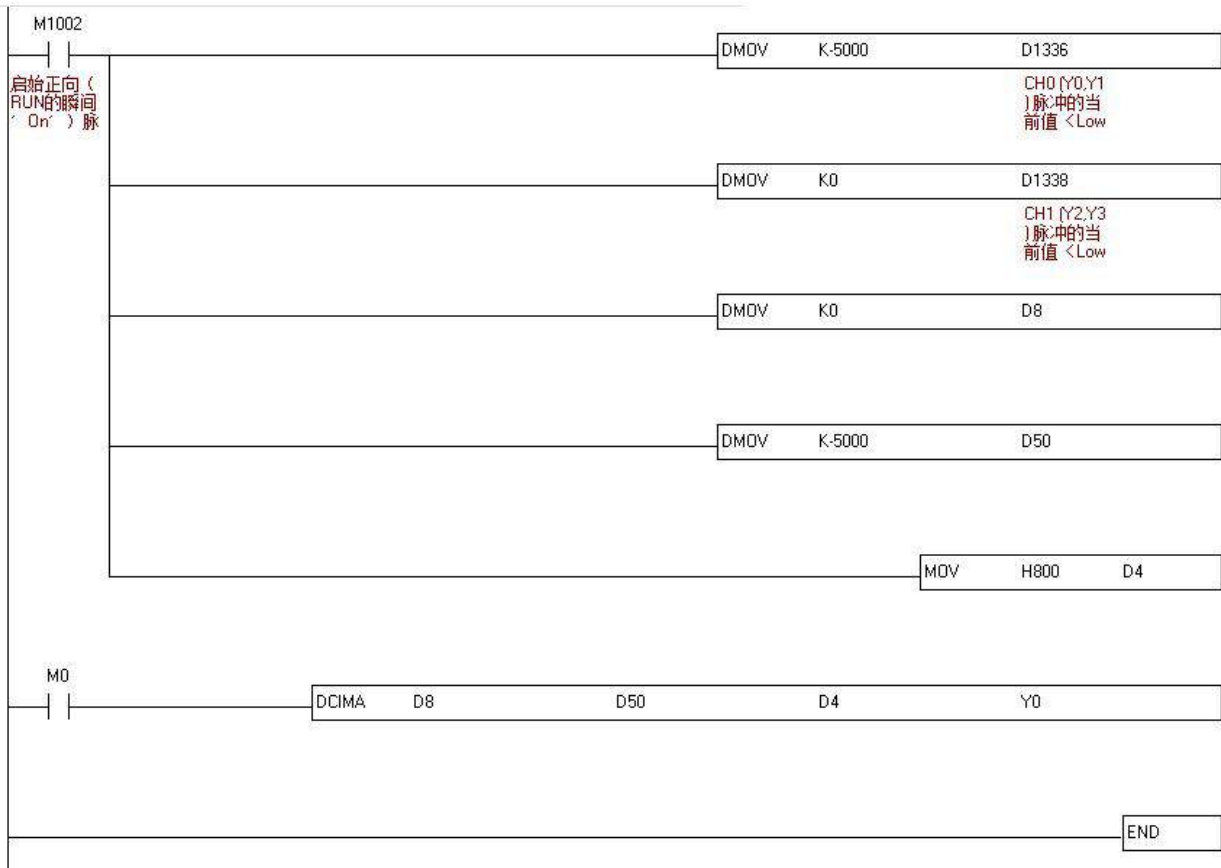 M1002
启始正向(
RUN的瞬间
'On')脉
DMOV K-5000 D1336
CH0 (Y0,Y1
)脉冲的当
前值 <Low
DMOV K0 D1338
CH1 (Y2,Y3
)脉冲的当
前值 <Low
DMOV K0 D8
DMOV K-5000 D50
MOV H800 D4
M0
DCIMA D8 D50 D4 Y0
END